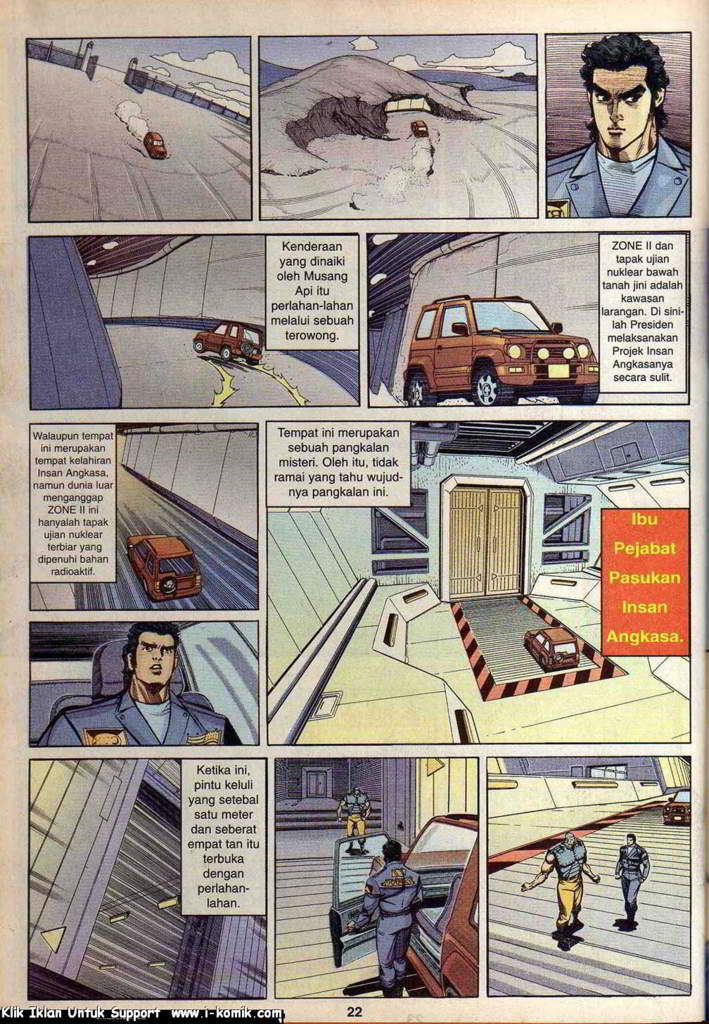 Kenderaan
yang dinaiki
oleh Musang
Api itu
perlahan-lahan
melalui sebuah
terowong.
ZONE II dan
tapak ujian
nuklear bawah
tanah jini adalah
kawasan
larangan. Di sini-
lah Presiden
melaksanakan
Projek Insan
Angkasanya
secara sulit.
Walaupun tempat
ini merupakan
tempat kelahiran
Insan Angkasa,
namun dunia luar
menganggap
ZONE II ini
hanyalah tapak
ujian nuklear
terbiar yang
dipenuhi bahan
radioaktif.
Tempat ini merupakan
sebuah pangkalan
misteri. Oleh itu, tidak
ramai yang tahu wujud-
nya pangkalan ini.
Ibu
Pejabat
Pasukan
Insan
Angkasa.
Ketika ini,
pintu keluli
yang setebal
satu meter
dan seberat
empat tan itu
terbuka
dengan
perlahan-
lahan.
Klik Iklan Untuk Support www.i-komik.com
22